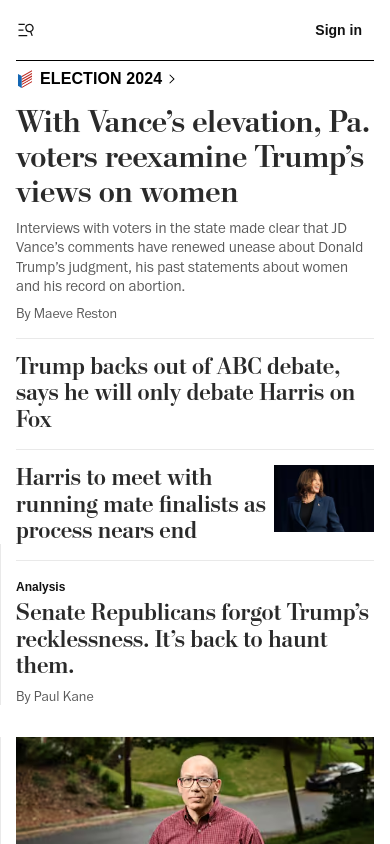 Sign in
ELECTION 2024
With Vance’s elevation, Pa.
voters reexamine Trump’s
views on women
Interviews with voters in the state made clear that JD
Vance’s comments have renewed unease about Donald
Trump’s judgment, his past statements about women
and his record on abortion.
By Maeve Reston
Trump backs out of ABC debate,
says he will only debate Harris on
Fox
Harris to meet with
running mate finalists as
process nears end
Analysis
Senate Republicans forgot Trump’s
recklessness. It’s back to haunt
them.
By Paul Kane